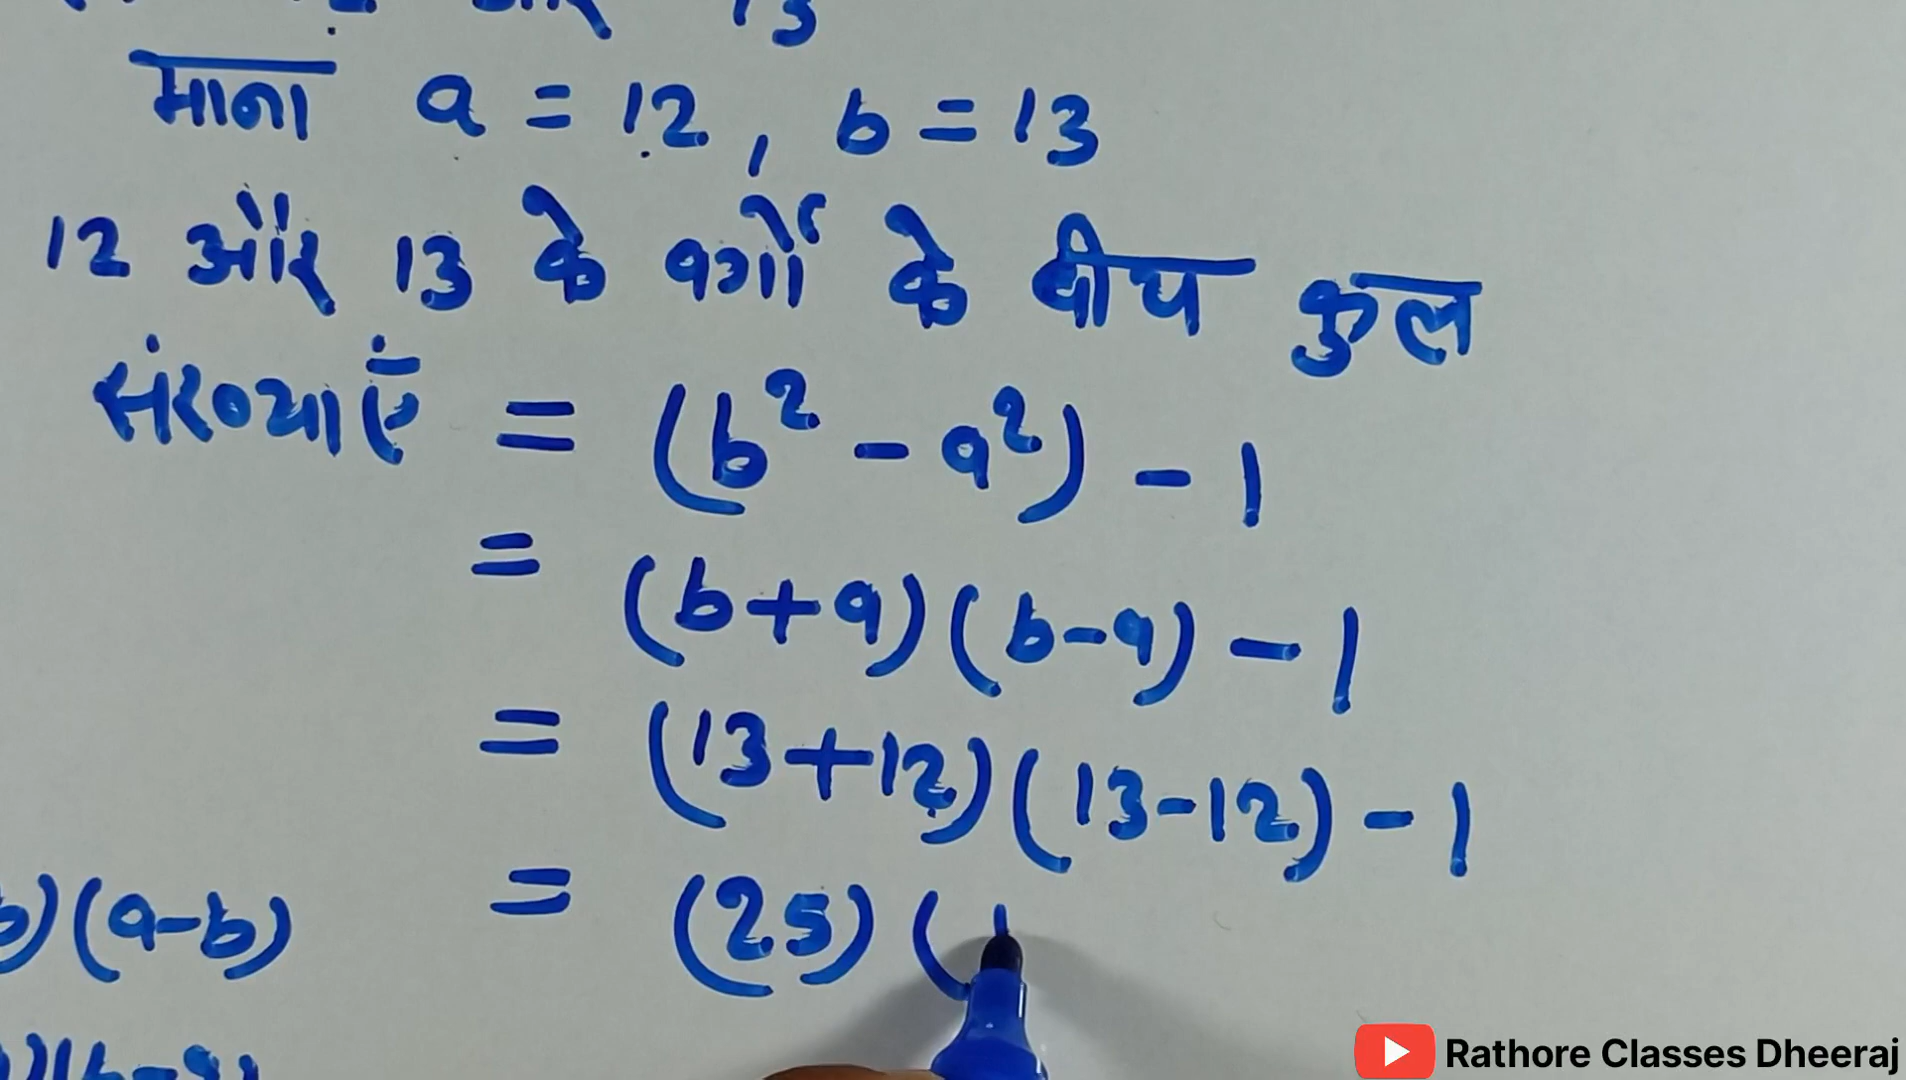 13
माना a = 12, b = 13
12 और 13 के वर्गों के बीच कुल
संख्याएँ = (b² - a²) - 1
= (b+a)(b-a) - 1
= (13+12)(13-12) - 1
= (25)(1
)(a-b)
Rathore Classes Dheeraj